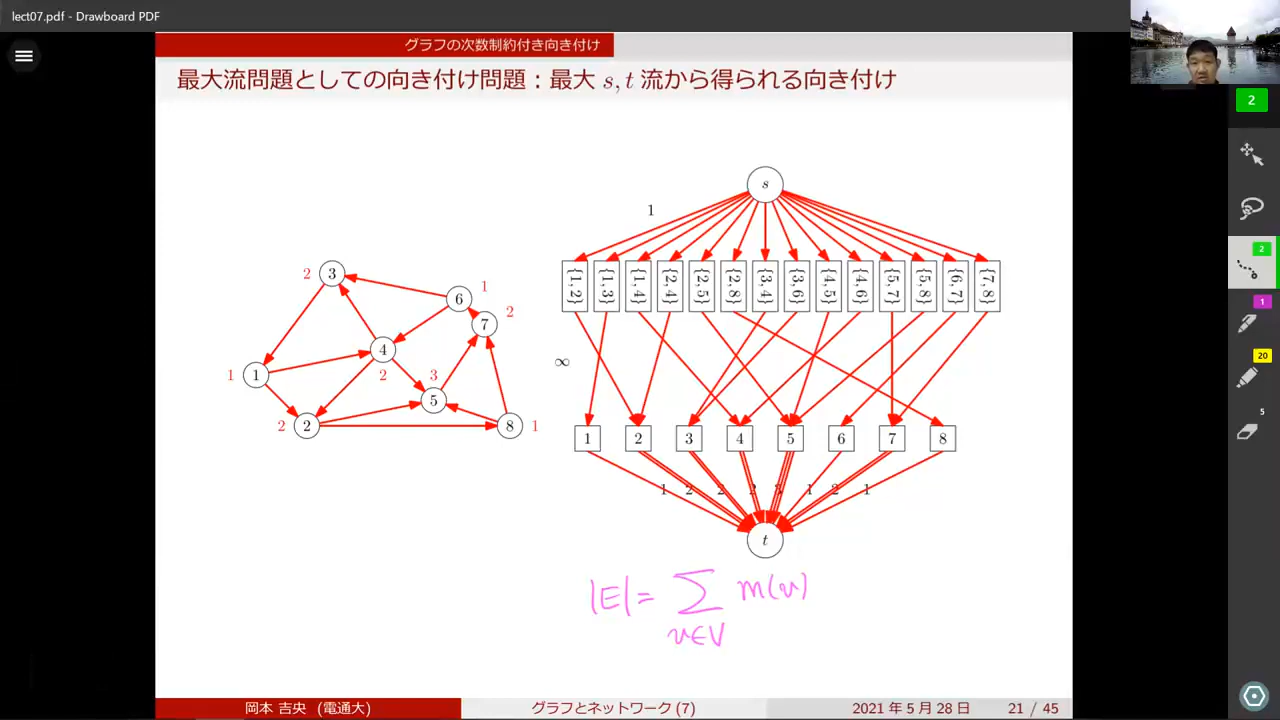 lect07.pdf - Drawboard PDF
グラフの次数制約付き向き付け
最大流問題としての向き付け問題：最大 s, t 流から得られる向き付け
s
1
{1,2} {1,3} {1,4} {2,4} {2,5} {2,8} {3,4} {3,6} {4,5} {4,6} {5,7} {5,8} {6,7} {7,8}
∞
1 2 3 4 5 6 7 8
1 2 2 2 3 1 2 1
t
2 3
6 1
7 2
4
2
3
5
1 1
2 2
8 1
|E| = Σ m(v)
v∈V
岡本 吉央 (電通大)
グラフとネットワーク (7)
2021 年 5 月 28 日
21 / 45
2
2
1
20
5